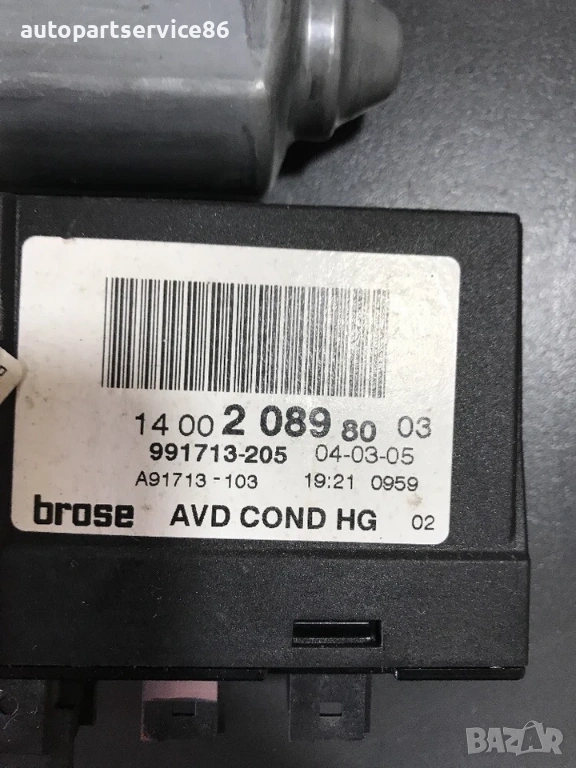 autopartservice86
14 00 2 089 80 03
991713-205 04-03-05
A91713-103 19:21 0959
brose AVD COND HG 02
BAZAR